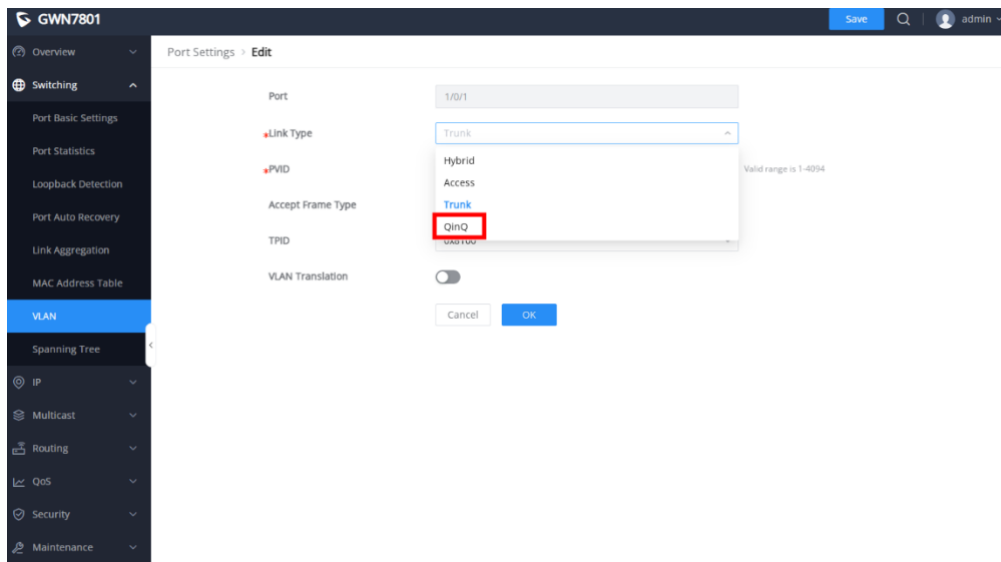 GWN7801
Save
admin
Overview
Port Settings > Edit
Switching
Port Basic Settings
Port Statistics
Loopback Detection
Port Auto Recovery
Link Aggregation
MAC Address Table
VLAN
Spanning Tree
IP
Multicast
Routing
QoS
Security
Maintenance
Port
1/0/1
*Link Type
Trunk
Hybrid
Access
Trunk
QinQ
*PVID
Valid range is 1-4094
Accept Frame Type
TPID
0x8100
VLAN Translation
Cancel
OK